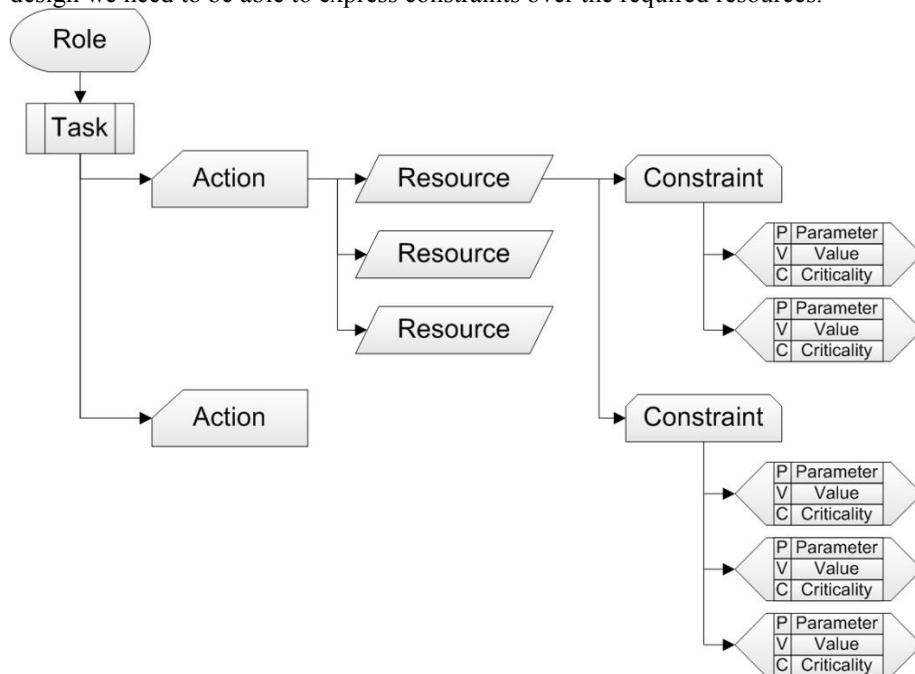 design we need to be able to express constraints over the required resources.
Role
Task
Action
Resource
Constraint
P Parameter
V Value
C Criticality
Resource
P Parameter
V Value
C Criticality
Resource
Action
Constraint
P Parameter
V Value
C Criticality
P Parameter
V Value
C Criticality
P Parameter
V Value
C Criticality